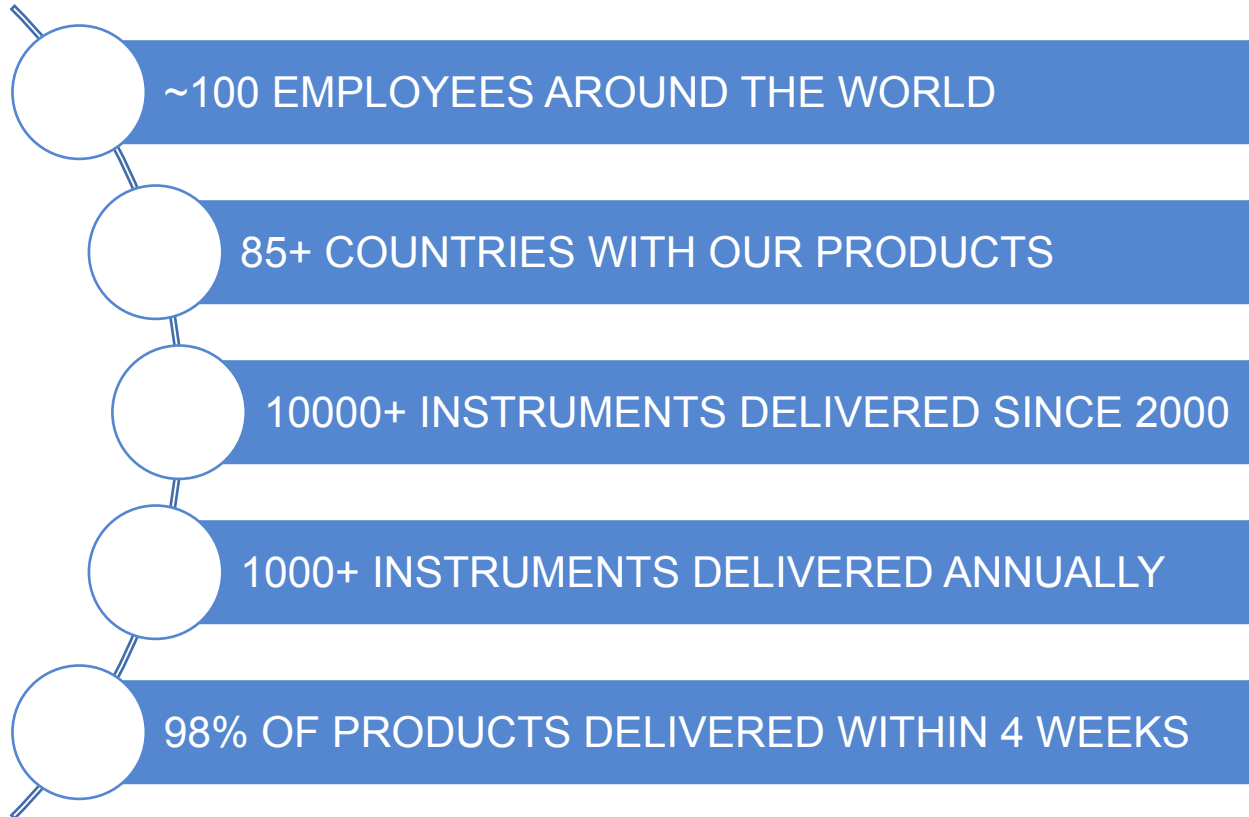 ~100 EMPLOYEES AROUND THE WORLD
85+ COUNTRIES WITH OUR PRODUCTS
10000+ INSTRUMENTS DELIVERED SINCE 2000
1000+ INSTRUMENTS DELIVERED ANNUALLY
98% OF PRODUCTS DELIVERED WITHIN 4 WEEKS